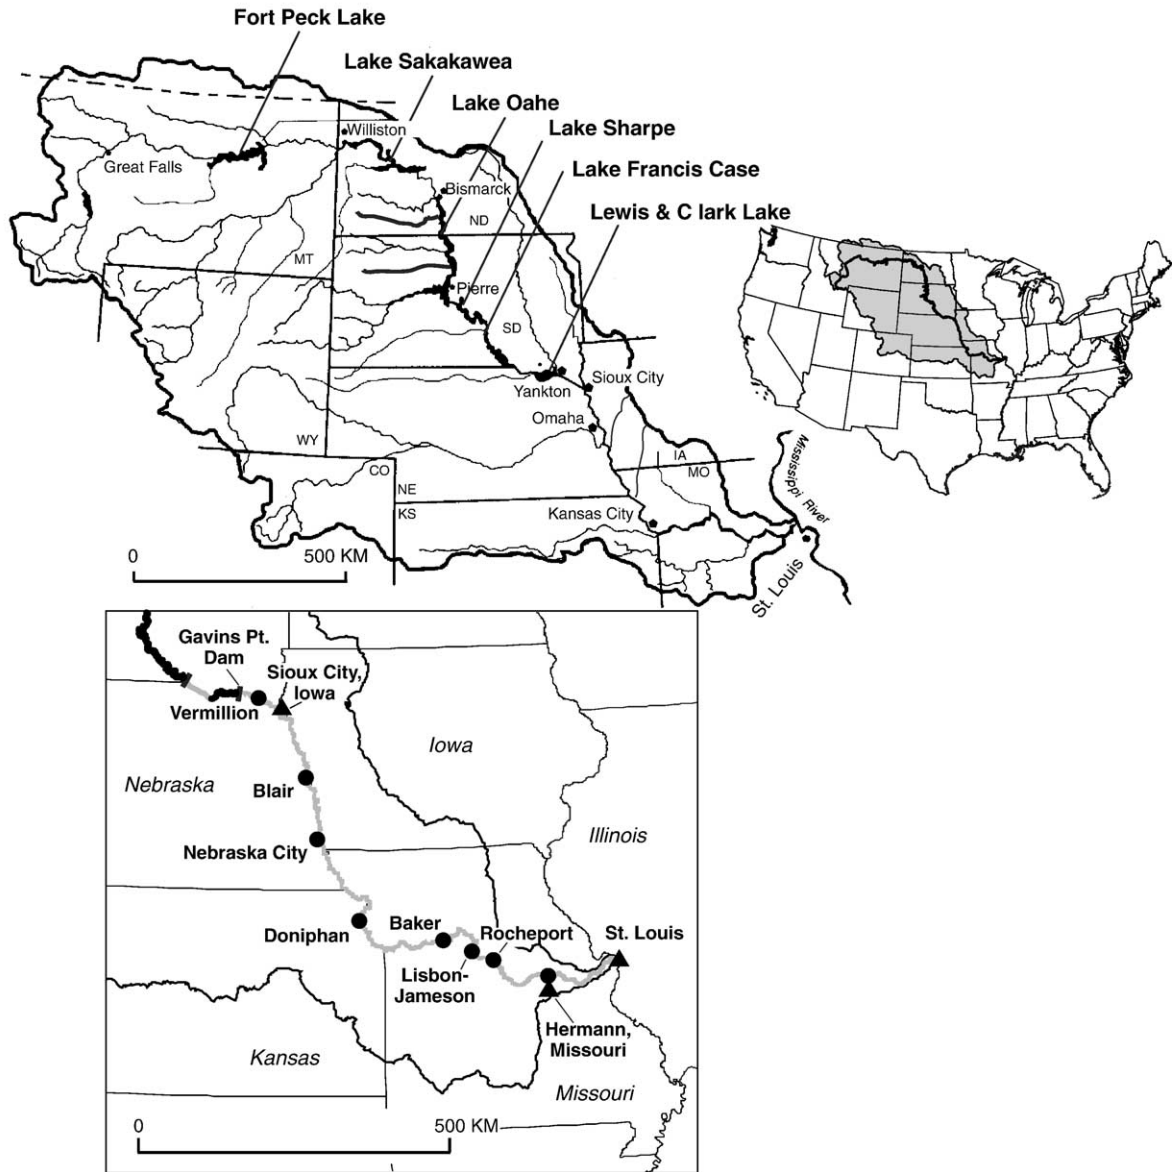 Fort Peck Lake
Lake Sakakawea
Lake Oahe
Lake Sharpe
Lake Francis Case
Lewis & C lark Lake
Williston
Great Falls
Bismarck
ND
MT
Pierre
SD
Yankton
Sioux City
Omaha
WY
CO
NE
KS
IA
MO
Kansas City
Mississippi River
St. Louis
0 500 KM
Gavins Pt.
Dam
Sioux City,
Iowa
Vermillion
Iowa
Nebraska
Blair
Illinois
Nebraska City
Doniphan
Baker
Rocheport
St. Louis
Lisbon-
Jameson
Hermann,
Missouri
Kansas
Missouri
0 500 KM